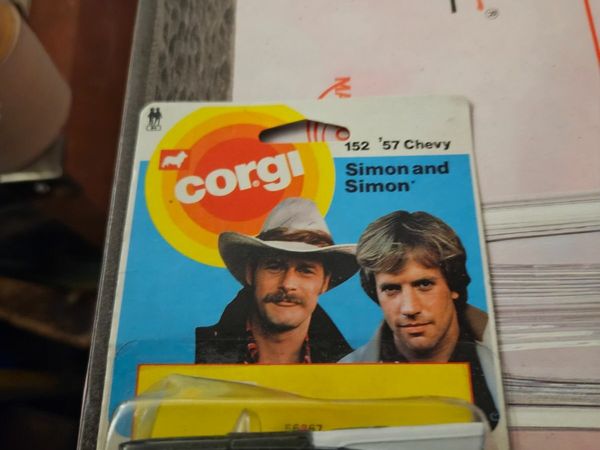 corgi
152 '57 Chevy
Simon and
Simon